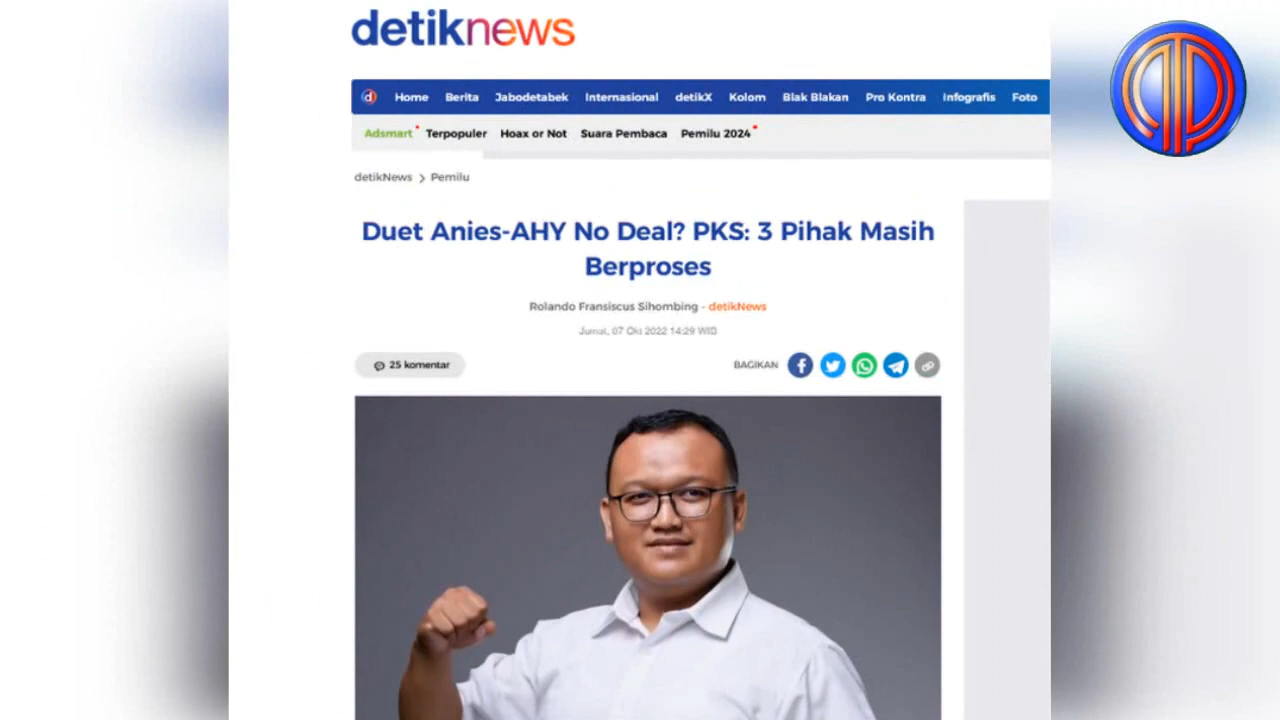 detiknews
Home Berita Jabodetabek Internasional detikX Kolom Blak Blakan Pro Kontra Infografis Foto
Adsmart Terpopuler Hoax or Not Suara Pembaca Pemilu 2024
detikNews > Pemilu
Duet Anies-AHY No Deal? PKS: 3 Pihak Masih
Berproses
Rolando Fransiscus Sihombing - detikNews
Jumat, 07 Okt 2022 14:29 WIB
25 komentar
BAGIKAN